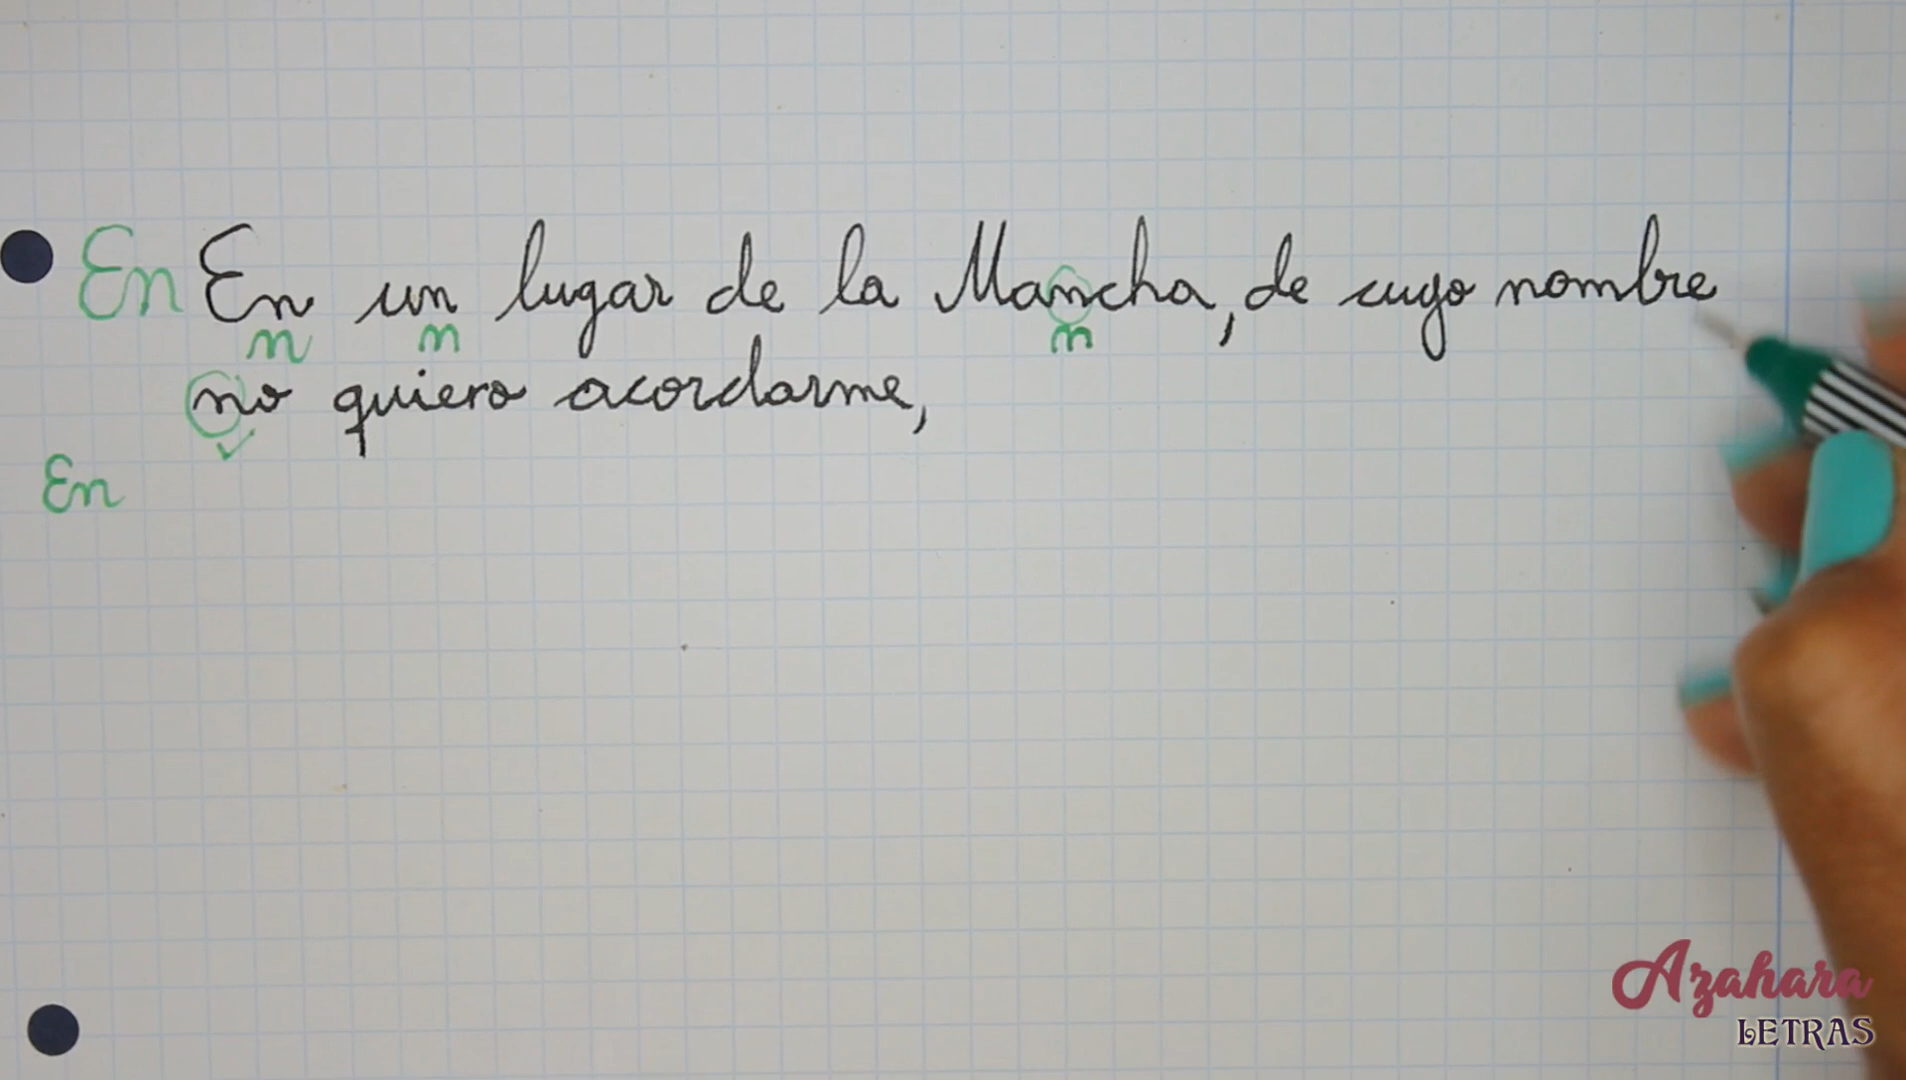 En En un lugar de la Mancha, de cuyo nombre
n n n
no quiero acordarme,
En
Azahara
LETRAS